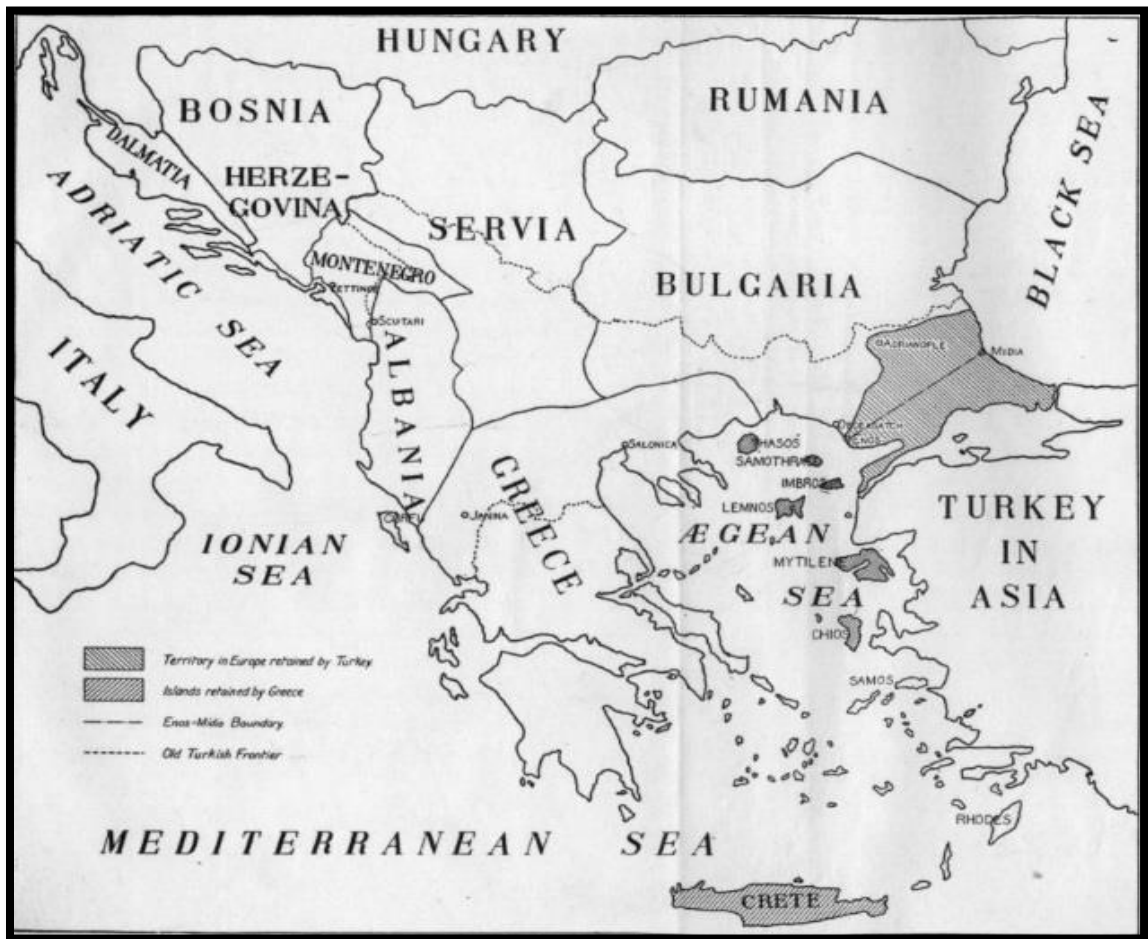 HUNGARY
BOSNIA
RUMANIA
BLACK SEA
DALMATIA
HERZE-
GOVINA
ADRIATIC SEA
SERVIA
MONTENEGRO
BULGARIA
SCUTARI
ADRIANOPLE
MIDIA
ITALY
ALBANIA
ENOS
SALONICA
GREECE
SAMOTHRACE
IMBROS
LEMNOS
JANINA
CORFU
TURKEY
IN
ASIA
IONIAN
SEA
ÆGEAN
SEA
MYTILENE
CHIOS
SAMOS
Territory in Europe retained by Turkey
Islands retained by Greece
Enos-Midia Boundary
Old Turkish Frontier
RHODES
MEDITERRANEAN SEA
CRETE